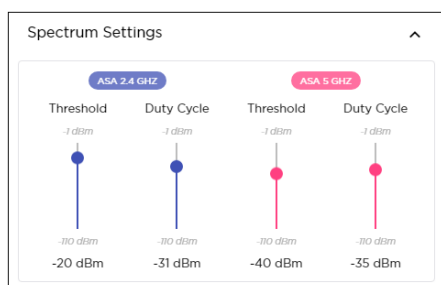 Spectrum Settings
ASA 2.4 GHZ ASA 5 GHZ
Threshold Duty Cycle Threshold Duty Cycle
-1 dBm -1 dBm -1 dBm -1 dBm
-110 dBm -110 dBm -110 dBm -110 dBm
-20 dBm -31 dBm -40 dBm -35 dBm